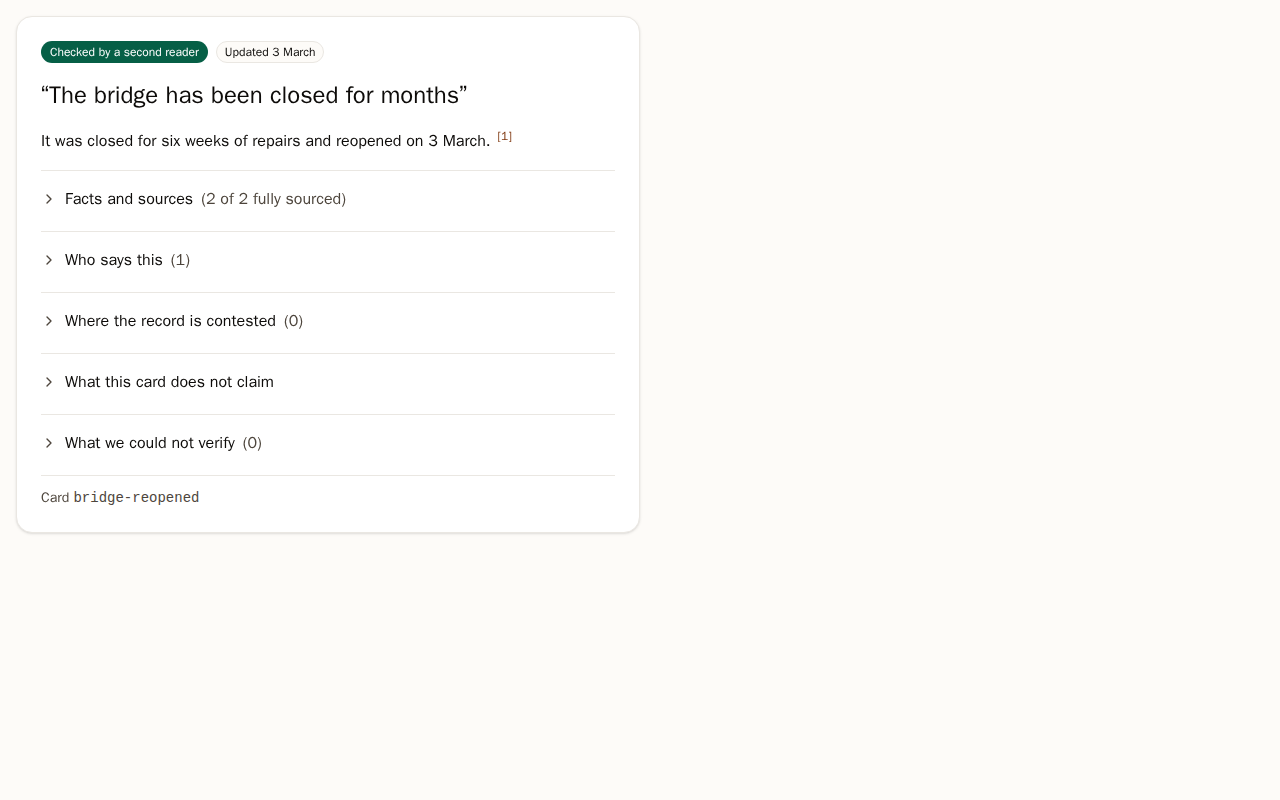 Checked by a second reader
Updated 3 March
“The bridge has been closed for months”
It was closed for six weeks of repairs and reopened on 3 March. [1]
Facts and sources (2 of 2 fully sourced)
Who says this (1)
Where the record is contested (0)
What this card does not claim
What we could not verify (0)
Card bridge-reopened